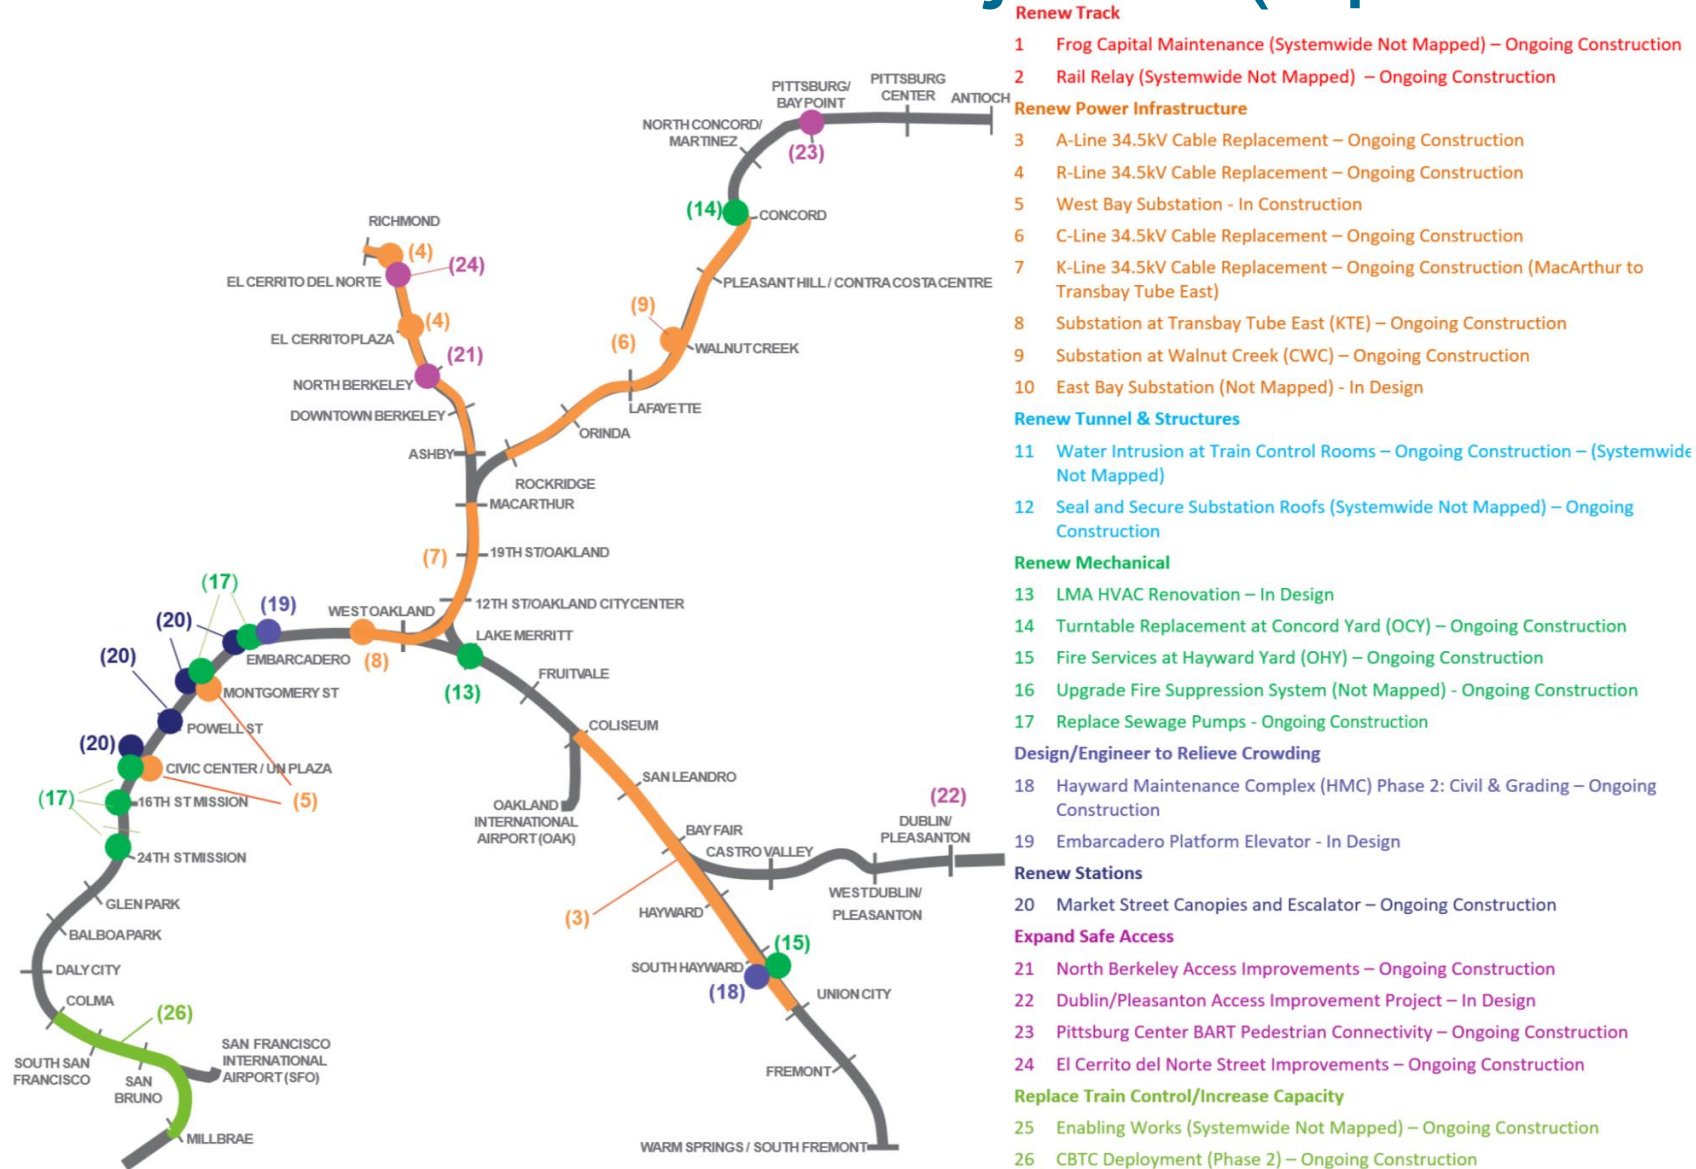 PITTSBURG/
BAY POINT
PITTSBURG
CENTER
ANTIOCH
NORTH CONCORD/
MARTINEZ
(23)
(14)
CONCORD
RICHMOND
(4)
(24)
EL CERRITO DEL NORTE
PLEASANT HILL / CONTRA COSTA CENTRE
(9)
(4)
EL CERRITO PLAZA
(6)
WALNUT CREEK
(21)
NORTH BERKELEY
DOWNTOWN BERKELEY
LAFAYETTE
ORINDA
ASHBY
ROCKRIDGE
MACARTHUR
(7)
19TH ST/OAKLAND
(17)
(19)
WEST OAKLAND
12TH ST/OAKLAND CITY CENTER
(20)
LAKE MERRITT
(20)
EMBARCADERO
(8)
FRUITVALE
(13)
MONTGOMERY ST
POWELL ST
COLISEUM
(20)
CIVIC CENTER / UN PLAZA
SAN LEANDRO
(17)
16TH ST MISSION
(5)
OAKLAND
INTERNATIONAL
AIRPORT (OAK)
(22)
BAY FAIR
DUBLIN/
PLEASANTON
CASTRO VALLEY
24TH ST MISSION
WEST DUBLIN/
PLEASANTON
GLEN PARK
(3)
HAYWARD
BALBOA PARK
(15)
DALY CITY
SOUTH HAYWARD
(18)
UNION CITY
COLMA
(26)
SAN FRANCISCO
INTERNATIONAL
AIRPORT (SFO)
SOUTH SAN
FRANCISCO
SAN
BRUNO
FREMONT
MILLBRAE
WARM SPRINGS / SOUTH FREMONT
Renew Track
1 Frog Capital Maintenance (Systemwide Not Mapped) – Ongoing Construction
2 Rail Relay (Systemwide Not Mapped) – Ongoing Construction
Renew Power Infrastructure
3 A-Line 34.5kV Cable Replacement – Ongoing Construction
4 R-Line 34.5kV Cable Replacement – Ongoing Construction
5 West Bay Substation - In Construction
6 C-Line 34.5kV Cable Replacement – Ongoing Construction
7 K-Line 34.5kV Cable Replacement – Ongoing Construction (MacArthur to
Transbay Tube East)
8 Substation at Transbay Tube East (KTE) – Ongoing Construction
9 Substation at Walnut Creek (CWC) – Ongoing Construction
10 East Bay Substation (Not Mapped) - In Design
Renew Tunnel & Structures
11 Water Intrusion at Train Control Rooms – Ongoing Construction – (Systemwide
Not Mapped)
12 Seal and Secure Substation Roofs (Systemwide Not Mapped) – Ongoing
Construction
Renew Mechanical
13 LMA HVAC Renovation – In Design
14 Turntable Replacement at Concord Yard (OCY) – Ongoing Construction
15 Fire Services at Hayward Yard (OHY) – Ongoing Construction
16 Upgrade Fire Suppression System (Not Mapped) - Ongoing Construction
17 Replace Sewage Pumps - Ongoing Construction
Design/Engineer to Relieve Crowding
18 Hayward Maintenance Complex (HMC) Phase 2: Civil & Grading – Ongoing
Construction
19 Embarcadero Platform Elevator - In Design
Renew Stations
20 Market Street Canopies and Escalator – Ongoing Construction
Expand Safe Access
21 North Berkeley Access Improvements – Ongoing Construction
22 Dublin/Pleasanton Access Improvement Project – In Design
23 Pittsburg Center BART Pedestrian Connectivity – Ongoing Construction
24 El Cerrito del Norte Street Improvements – Ongoing Construction
Replace Train Control/Increase Capacity
25 Enabling Works (Systemwide Not Mapped) – Ongoing Construction
26 CBTC Deployment (Phase 2) – Ongoing Construction